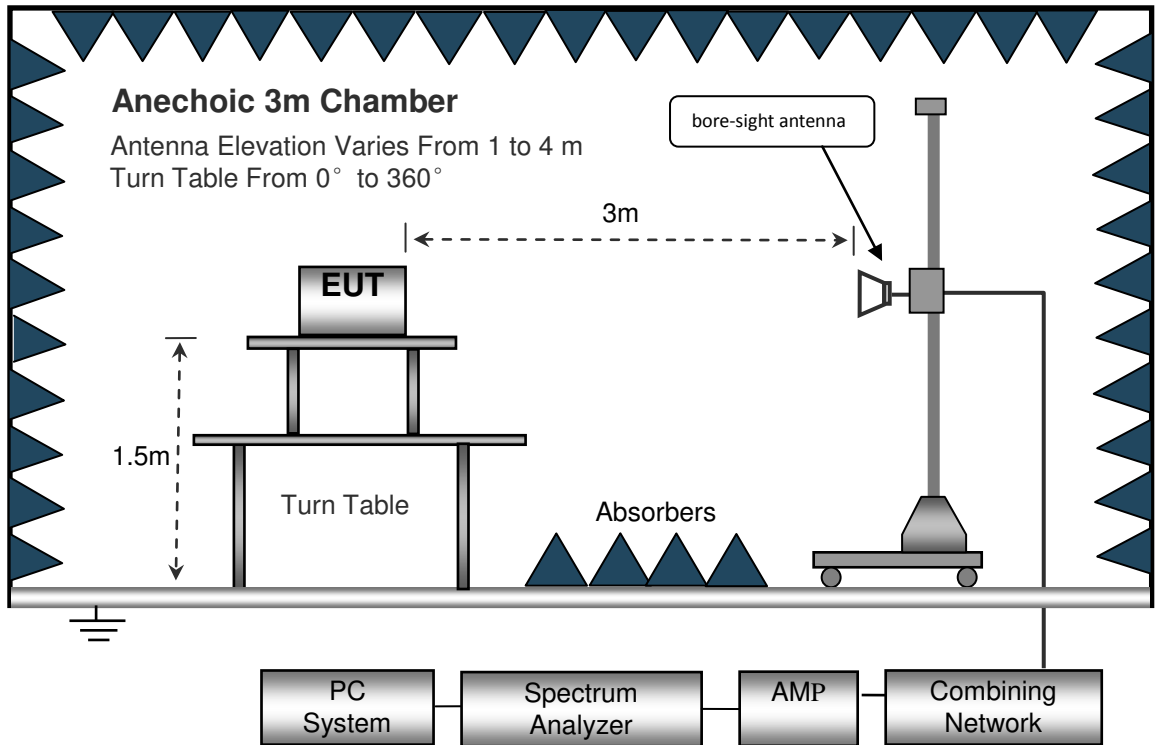 Anechoic 3m Chamber
Antenna Elevation Varies From 1 to 4 m
Turn Table From 0° to 360°
bore-sight antenna
3m
EUT
1.5m
Turn Table
Absorbers
PC
System
Spectrum
Analyzer
AMP
Combining
Network